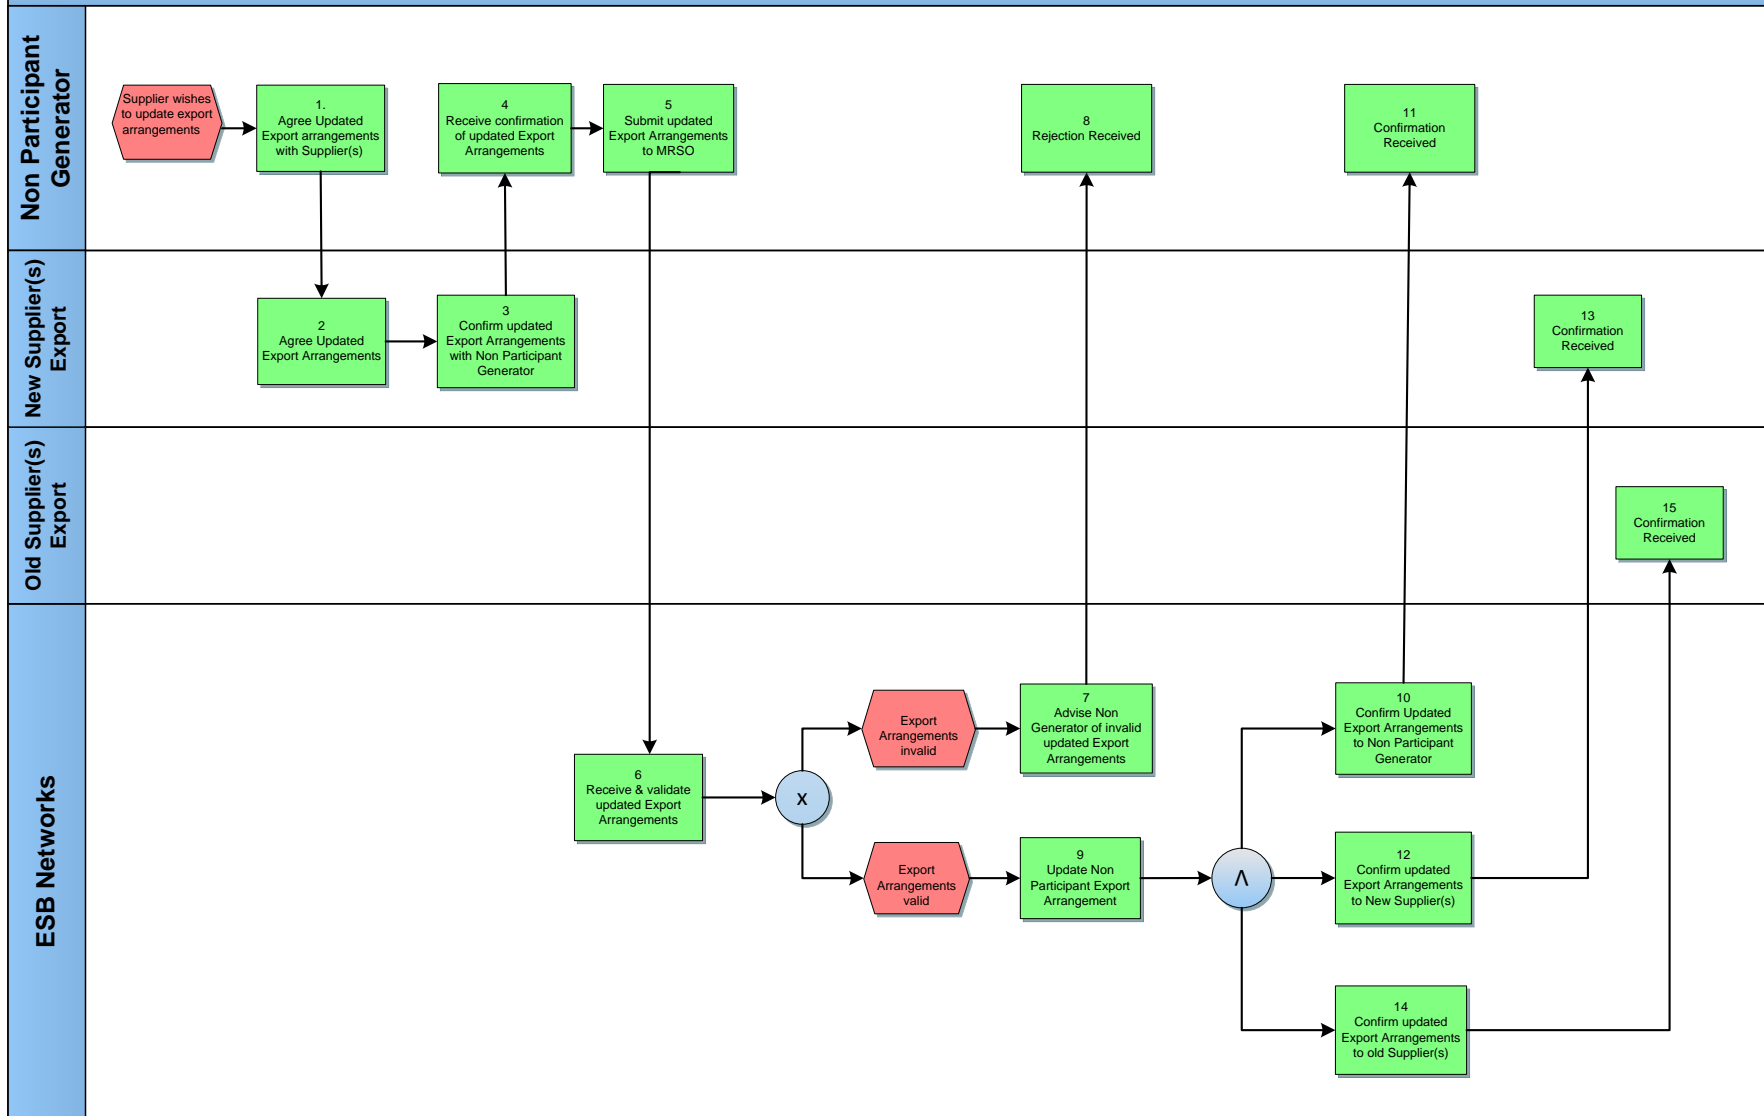 Non Participant
Generator
Supplier wishes
to update export
arrangements
1.
Agree Updated
Export arrangements
with Supplier(s)
4
Receive confirmation
of updated Export
Arrangements
5
Submit updated
Export Arrangements
to MRSO
8
Rejection Received
11
Confirmation
Received
New Supplier(s)
Export
2
Agree Updated
Export Arrangements
3
Confirm updated
Export Arrangements
with Non Participant
Generator
13
Confirmation
Received
Old Supplier(s)
Export
15
Confirmation
Received
ESB Networks
6
Receive & validate
updated Export
Arrangements
x
Export
Arrangements
invalid
7
Advise Non
Generator of invalid
updated Export
Arrangements
Export
Arrangements
valid
9
Update Non
Participant Export
Arrangement
Λ
10
Confirm Updated
Export Arrangements
to Non Participant
Generator
12
Confirm updated
Export Arrangements
to New Supplier(s)
14
Confirm updated
Export Arrangements
to old Supplier(s)